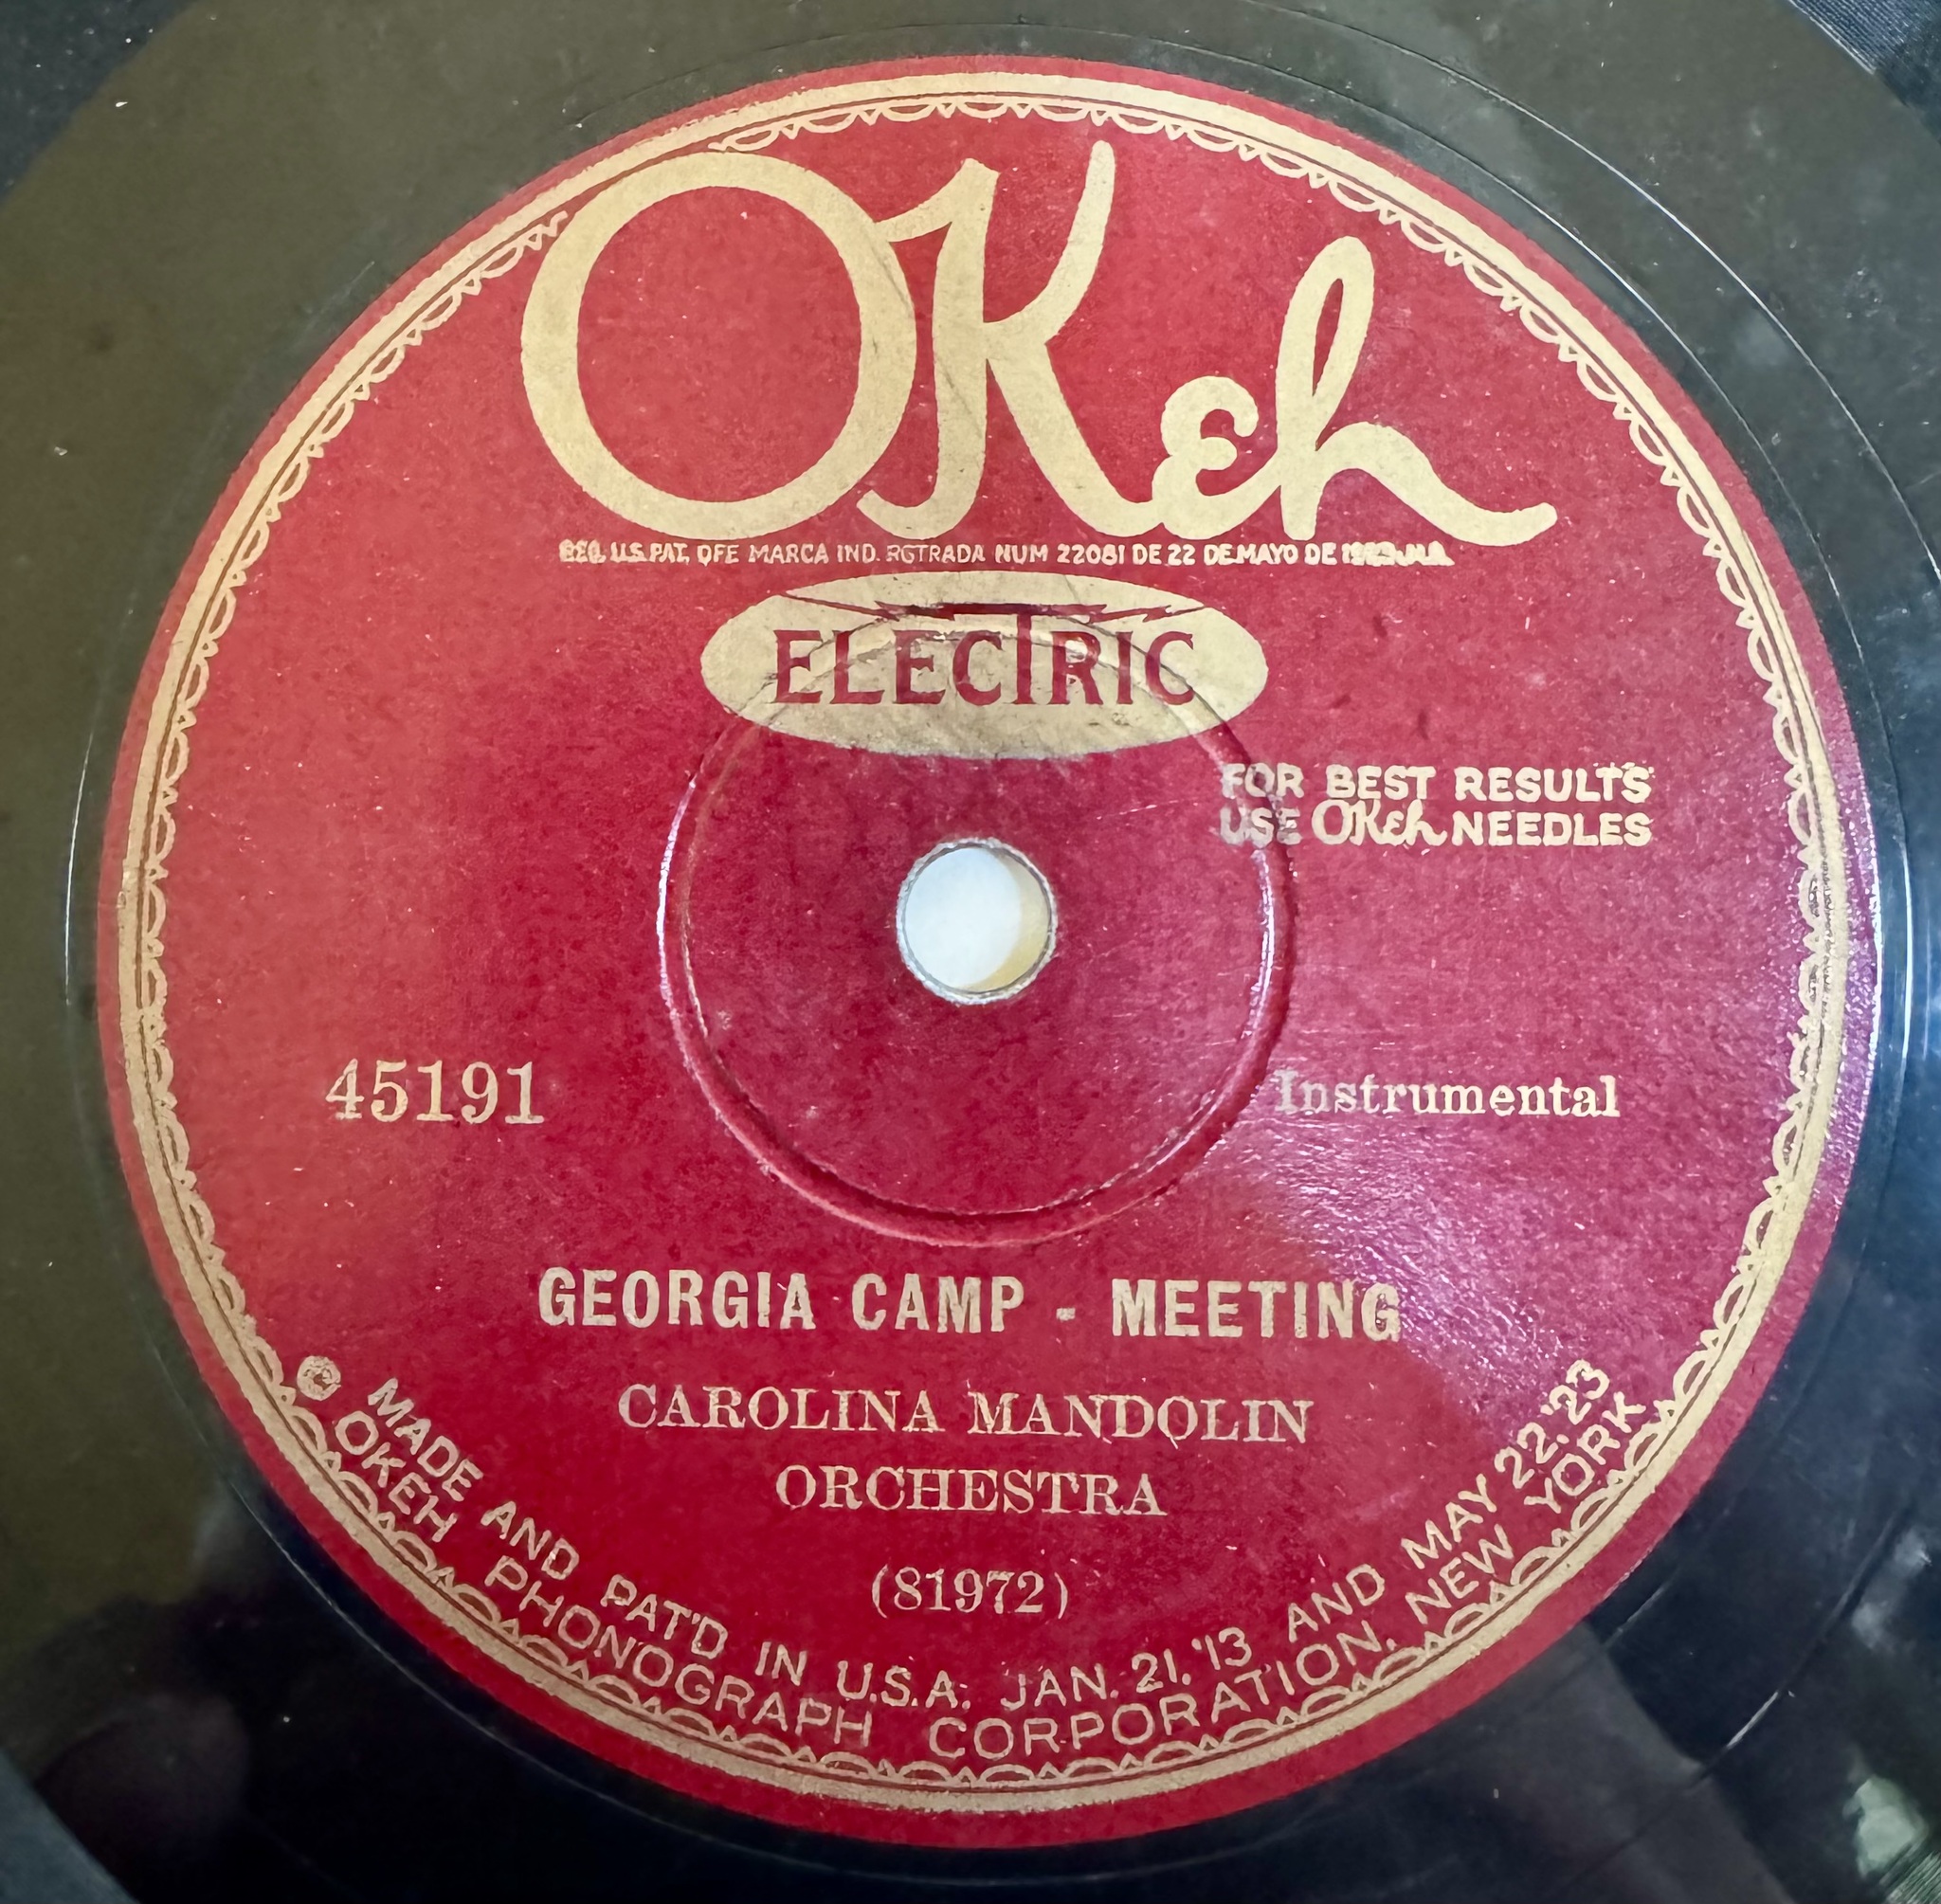 OKeh
REG. U.S. PAT. OFF. MARCA IND. RGTRADA NUM 22081 DE 22 DE MAYO DE
ELECTRIC
FOR BEST RESULTS
USE OKeh NEEDLES
45191
Instrumental
GEORGIA CAMP - MEETING
CAROLINA MANDOLIN
ORCHESTRA
(81972)
MADE AND PAT'D IN U.S.A. JAN. 21. '13 AND MAY 22. '23
© OKEH PHONOGRAPH CORPORATION, NEW YORK